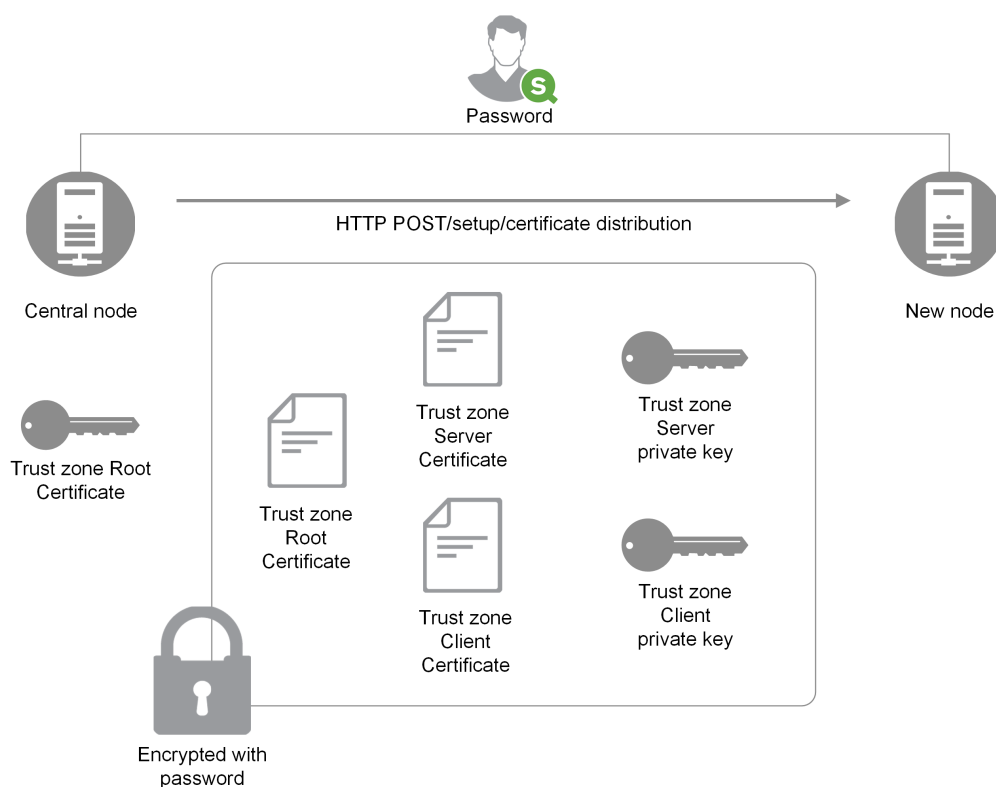 S
Password
HTTP POST/setup/certificate distribution
Central node
New node
Trust zone Root
Certificate
Trust zone
Root
Certificate
Trust zone
Server
Certificate
Trust zone
Server
private key
Trust zone
Client
Certificate
Trust zone
Client
private key
Encrypted with
password